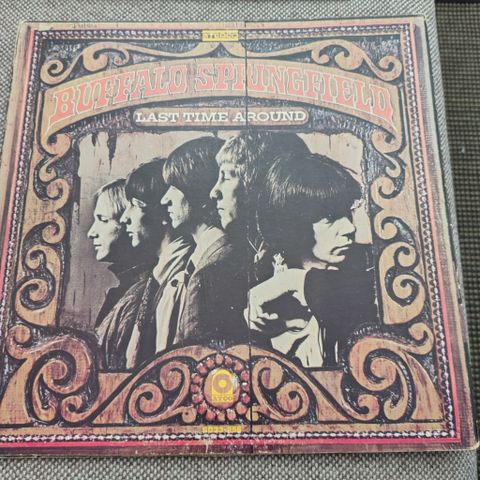 STEREO
BUFFALO SPRINGFIELD
LAST TIME AROUND
ATCO